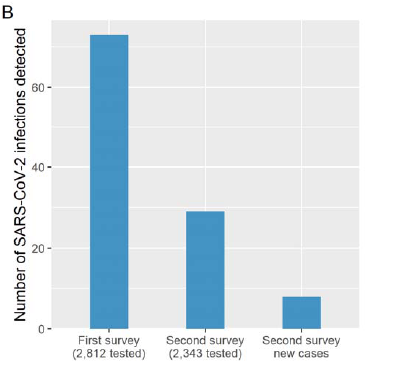 B
Number of SARS-CoV-2 infections detected
60
40
20
0
First survey
(2,812 tested)
Second survey
(2,343 tested)
Second survey
new cases